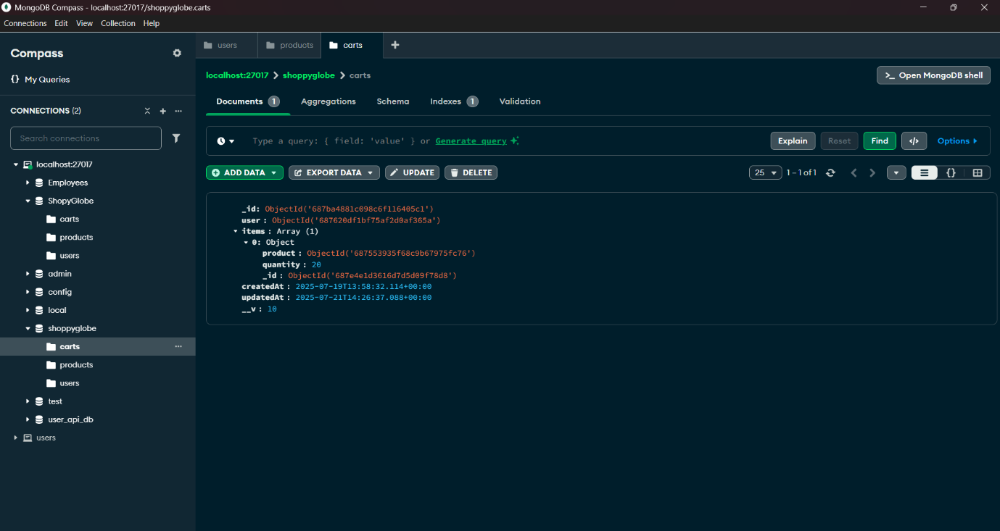 MongoDB Compass - localhost:27017/shoppyglobe.carts
Connections Edit View Collection Help
Compass
{} My Queries
CONNECTIONS (2)
Search connections
localhost:27017
Employees
ShopyGlobe
carts
products
users
admin
config
local
shoppyglobe
carts
products
users
test
user_api_db
users
users products carts
localhost:27017 > shoppyglobe > carts
>_ Open MongoDB shell
Documents 1 Aggregations Schema Indexes 1 Validation
Type a query: { field: 'value' } or Generate query
Explain Reset Find </> Options
ADD DATA EXPORT DATA UPDATE DELETE
25 1 – 1 of 1 {}
_id: ObjectId('687ba4881c098c6f116405c1')
user : ObjectId('687620df1bf75af2d0af365a')
items : Array (1)
0: Object
product : ObjectId('687553935f68c9b67975fc76')
quantity : 20
_id : ObjectId('687e4e1d3616d7d5d09f78d8')
createdAt : 2025-07-19T13:58:32.114+00:00
updatedAt : 2025-07-21T14:26:37.088+00:00
__v : 10